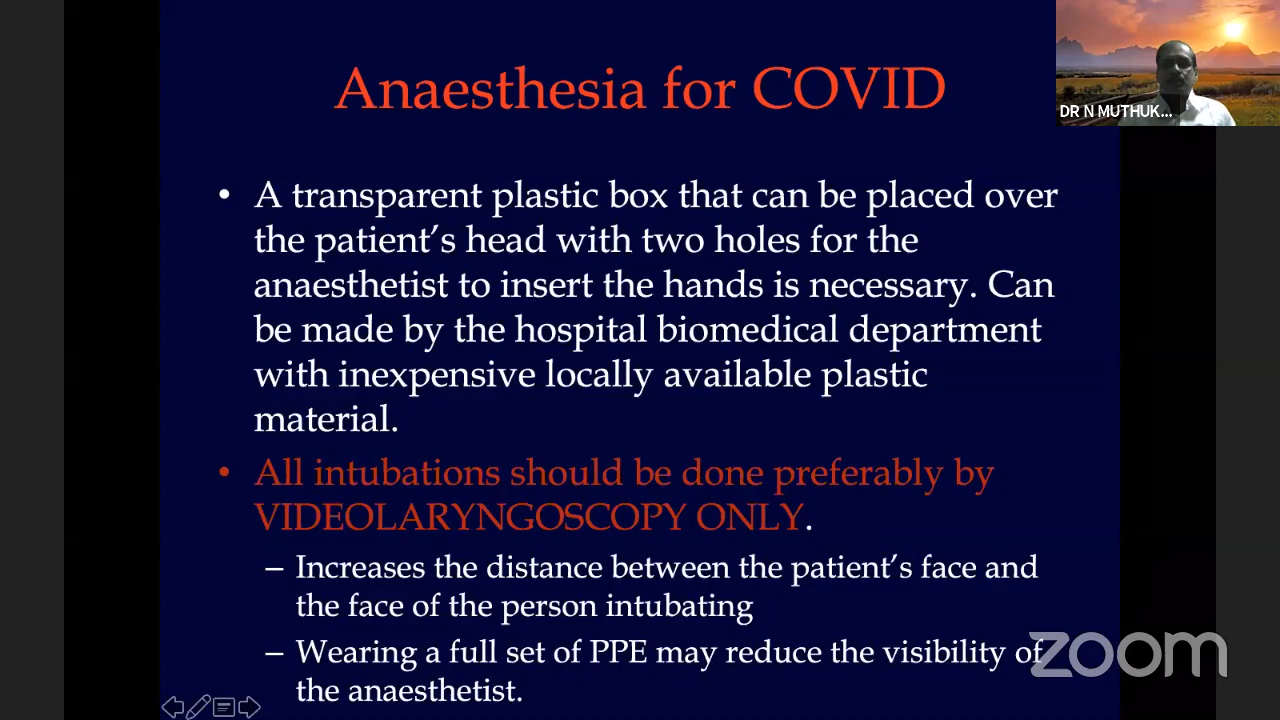 Anaesthesia for COVID
DR N MUTHUK...
• A transparent plastic box that can be placed over
the patient's head with two holes for the
anaesthetist to insert the hands is necessary. Can
be made by the hospital biomedical department
with inexpensive locally available plastic
material.
• All intubations should be done preferably by
VIDEOLARYNGOSCOPY ONLY.
– Increases the distance between the patient's face and
the face of the person intubating
– Wearing a full set of PPE may reduce the visibility of
the anaesthetist.
zoom